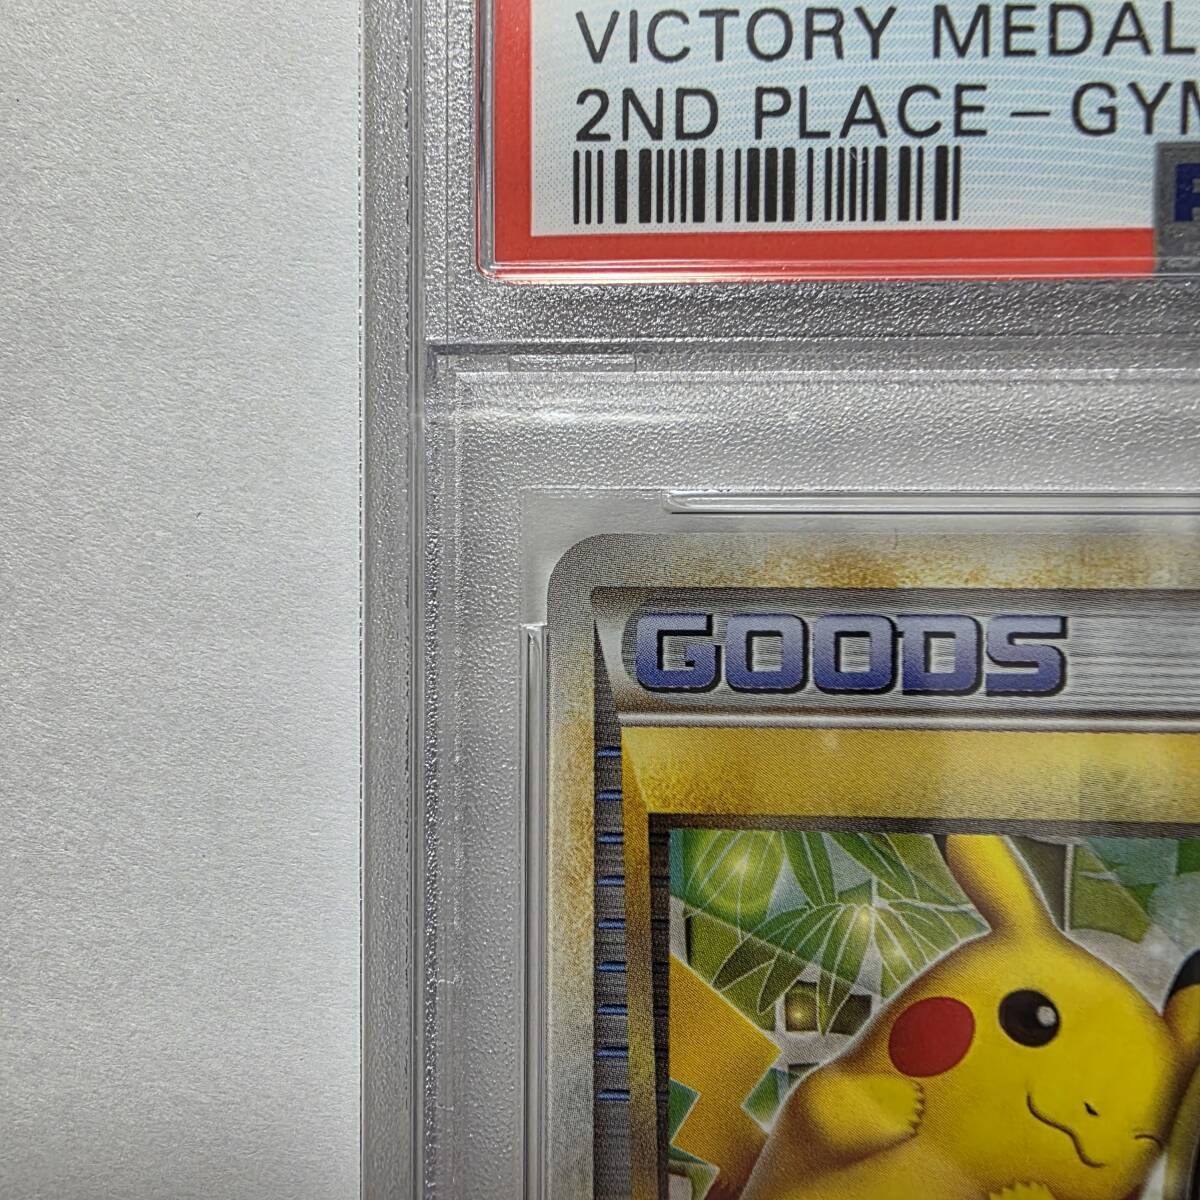 VICTORY MEDAL
2ND PLACE - GYM
GOODS